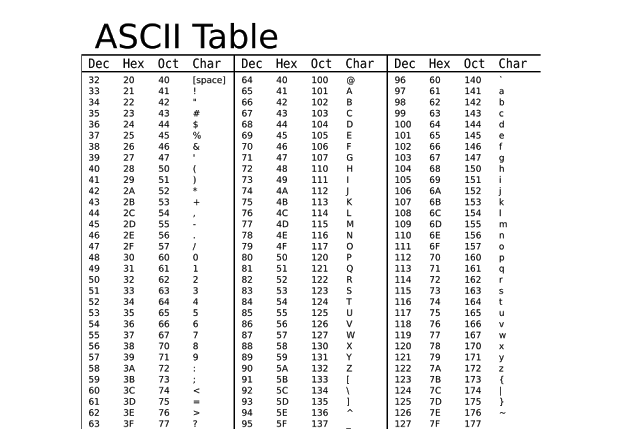 ASCII Table
Dec Hex Oct Char Dec Hex Oct Char Dec Hex Oct Char
32 20 40 [space] 64 40 100 @ 96 60 140 `
33 21 41 ! 65 41 101 A 97 61 141 a
34 22 42 " 66 42 102 B 98 62 142 b
35 23 43 # 67 43 103 C 99 63 143 c
36 24 44 $ 68 44 104 D 100 64 144 d
37 25 45 % 69 45 105 E 101 65 145 e
38 26 46 & 70 46 106 F 102 66 146 f
39 27 47 ' 71 47 107 G 103 67 147 g
40 28 50 ( 72 48 110 H 104 68 150 h
41 29 51 ) 73 49 111 I 105 69 151 i
42 2A 52 * 74 4A 112 J 106 6A 152 j
43 2B 53 + 75 4B 113 K 107 6B 153 k
44 2C 54 , 76 4C 114 L 108 6C 154 l
45 2D 55 - 77 4D 115 M 109 6D 155 m
46 2E 56 . 78 4E 116 N 110 6E 156 n
47 2F 57 / 79 4F 117 O 111 6F 157 o
48 30 60 0 80 50 120 P 112 70 160 p
49 31 61 1 81 51 121 Q 113 71 161 q
50 32 62 2 82 52 122 R 114 72 162 r
51 33 63 3 83 53 123 S 115 73 163 s
52 34 64 4 84 54 124 T 116 74 164 t
53 35 65 5 85 55 125 U 117 75 165 u
54 36 66 6 86 56 126 V 118 76 166 v
55 37 67 7 87 57 127 W 119 77 167 w
56 38 70 8 88 58 130 X 120 78 170 x
57 39 71 9 89 59 131 Y 121 79 171 y
58 3A 72 : 90 5A 132 Z 122 7A 172 z
59 3B 73 ; 91 5B 133 [ 123 7B 173 {
60 3C 74 < 92 5C 134 \ 124 7C 174 |
61 3D 75 = 93 5D 135 ] 125 7D 175 }
62 3E 76 > 94 5E 136 ^ 126 7E 176 ~
63 3F 77 ? 95 5F 137 _ 127 7F 177